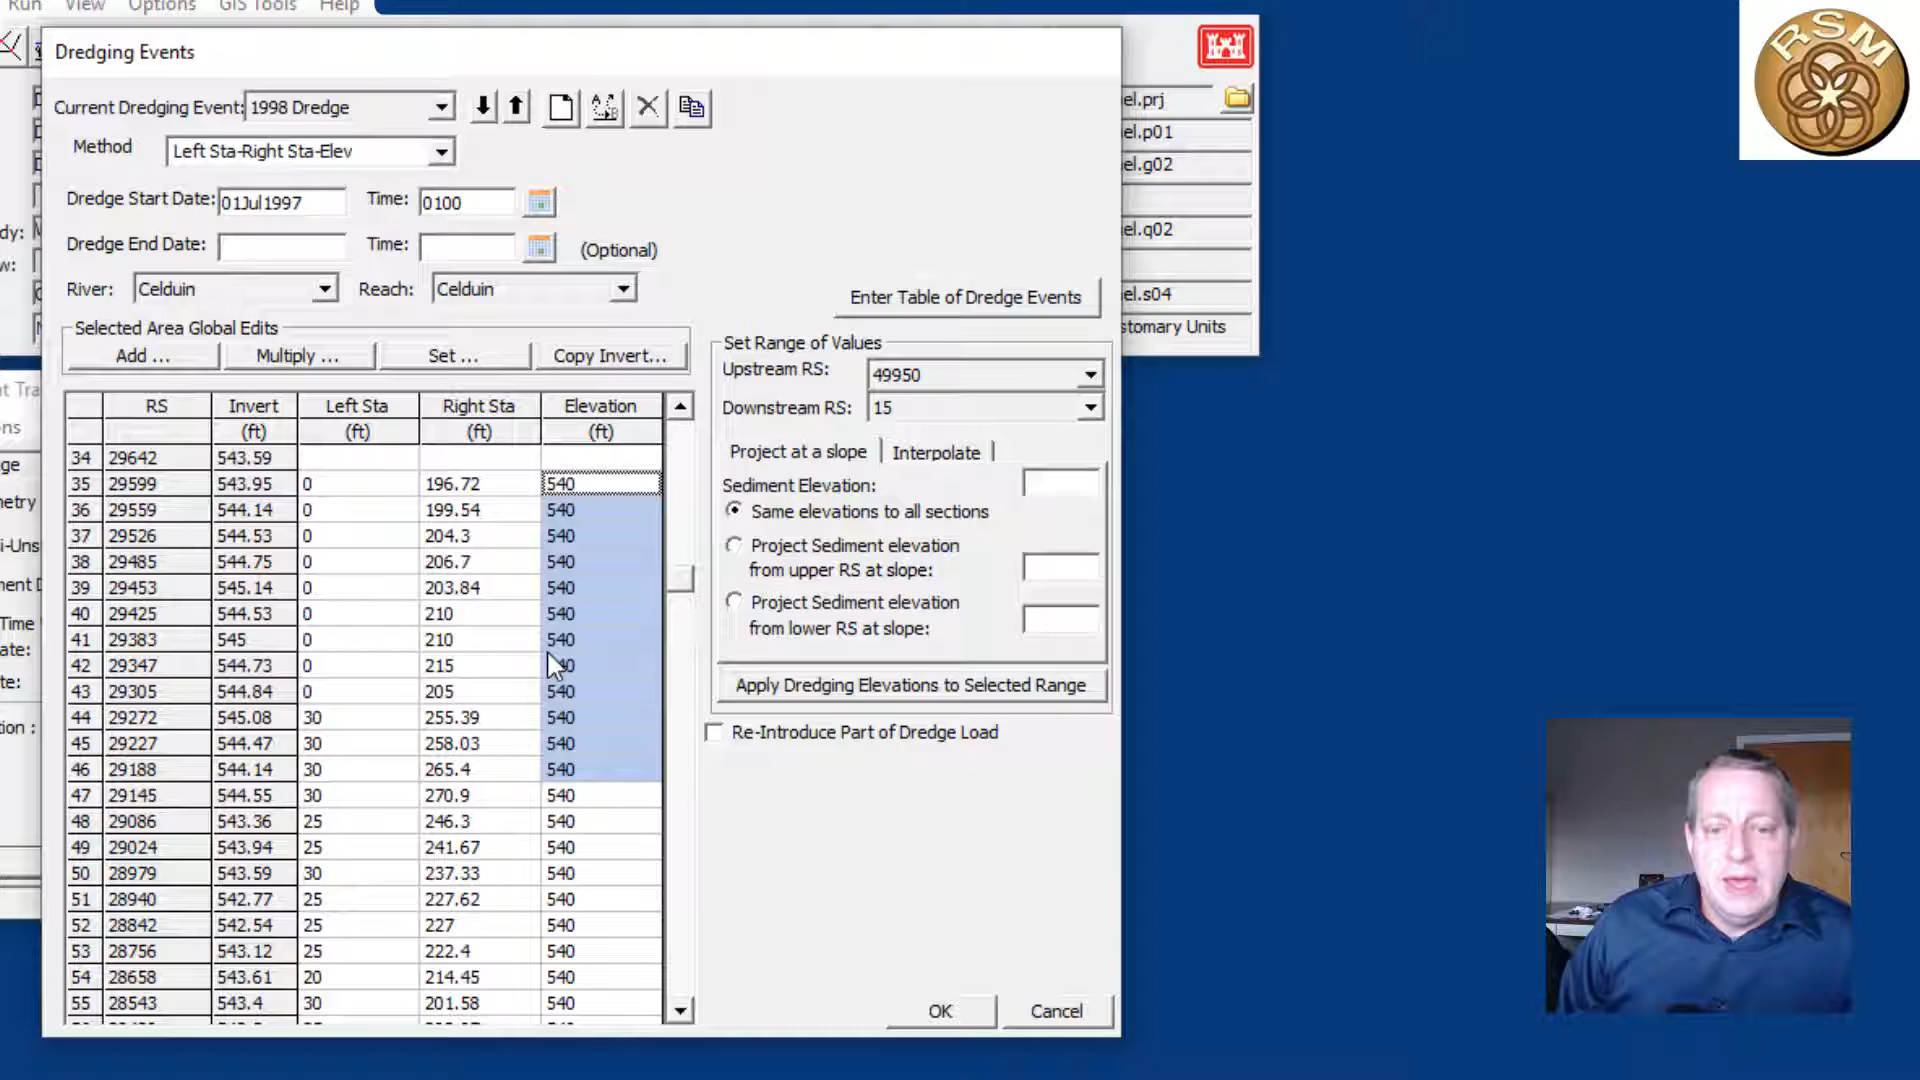 Run View Options GIS Tools Help
Dredging Events
Current Dredging Event: 1998 Dredge
Method Left Sta-Right Sta-Elev
Dredge Start Date: 01Jul1997 Time: 0100
Dredge End Date: Time: (Optional)
River: Celduin Reach: Celduin
Enter Table of Dredge Events
Selected Area Global Edits
Add ... Multiply ... Set ... Copy Invert...
RS Invert Left Sta Right Sta Elevation
(ft) (ft) (ft) (ft)
34 29642 543.59
35 29599 543.95 0 196.72 540
36 29559 544.14 0 199.54 540
37 29526 544.53 0 204.3 540
38 29485 544.75 0 206.7 540
39 29453 545.14 0 203.84 540
40 29425 544.53 0 210 540
41 29383 545 0 210 540
42 29347 544.73 0 215
43 29305 544.84 0 205 540
44 29272 545.08 30 255.39 540
45 29227 544.47 30 258.03 540
46 29188 544.14 30 265.4 540
47 29145 544.55 30 270.9 540
48 29086 543.36 25 246.3 540
49 29024 543.94 25 241.67 540
50 28979 543.59 30 237.33 540
51 28940 542.77 25 227.62 540
52 28842 542.54 25 227 540
53 28756 543.12 25 222.4 540
54 28658 543.61 20 214.45 540
55 28543 543.4 30 201.58 540
Set Range of Values
Upstream RS: 49950
Downstream RS: 15
Project at a slope Interpolate
Sediment Elevation:
Same elevations to all sections
Project Sediment elevation
from upper RS at slope:
Project Sediment elevation
from lower RS at slope:
Apply Dredging Elevations to Selected Range
Re-Introduce Part of Dredge Load
OK Cancel
el.prj
el.p01
el.g02
el.q02
el.s04
stomary Units
dy:
w:
t Tra
ons
ge
metry
i-Uns
ment D
Time
ate:
te:
tion :
RSM